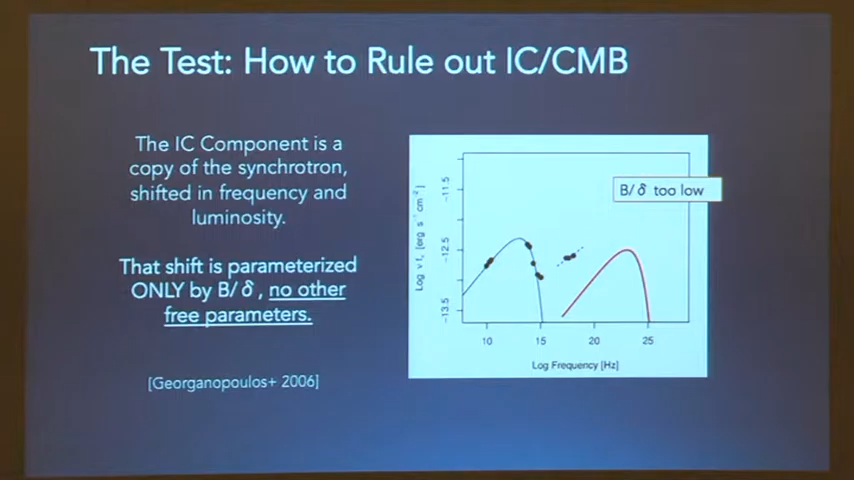 The Test: How to Rule out IC/CMB
The IC Component is a
copy of the synchrotron,
shifted in frequency and
luminosity.
That shift is parameterized
ONLY by B/δ, no other
free parameters.
[Georganopoulos+ 2006]
B/δ too low
Log ν fν [erg s⁻¹ cm⁻²]
-11.5
-12.5
-13.5
10 15 20 25
Log Frequency [Hz]